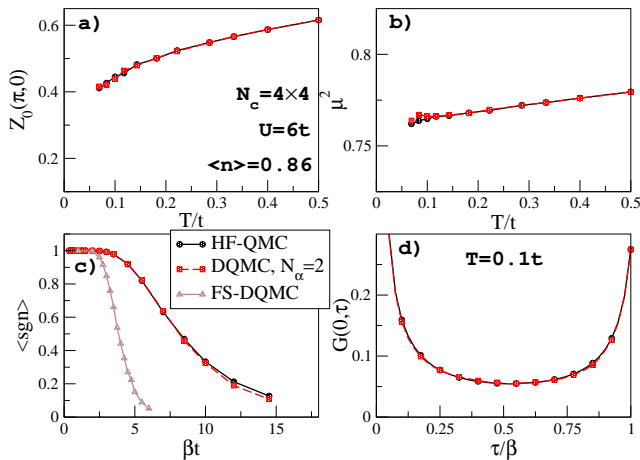 a)
Z₀(π,0)
0.6
0.4
0.2
N_c=4×4
U=6t
<n>=0.86
0 0.1 0.2 0.3 0.4 0.5
T/t
b)
μ²
0.8
0.75
0 0.1 0.2 0.3 0.4 0.5
T/t
c)
<sgn>
1
0.8
0.6
0.4
0.2
0
0 5 10 15
βt
HF-QMC
DQMC, N_α=2
FS-DQMC
d)
T=0.1t
G(0,τ)
0.2
0.1
0
0 0.25 0.5 0.75 1
τ/β